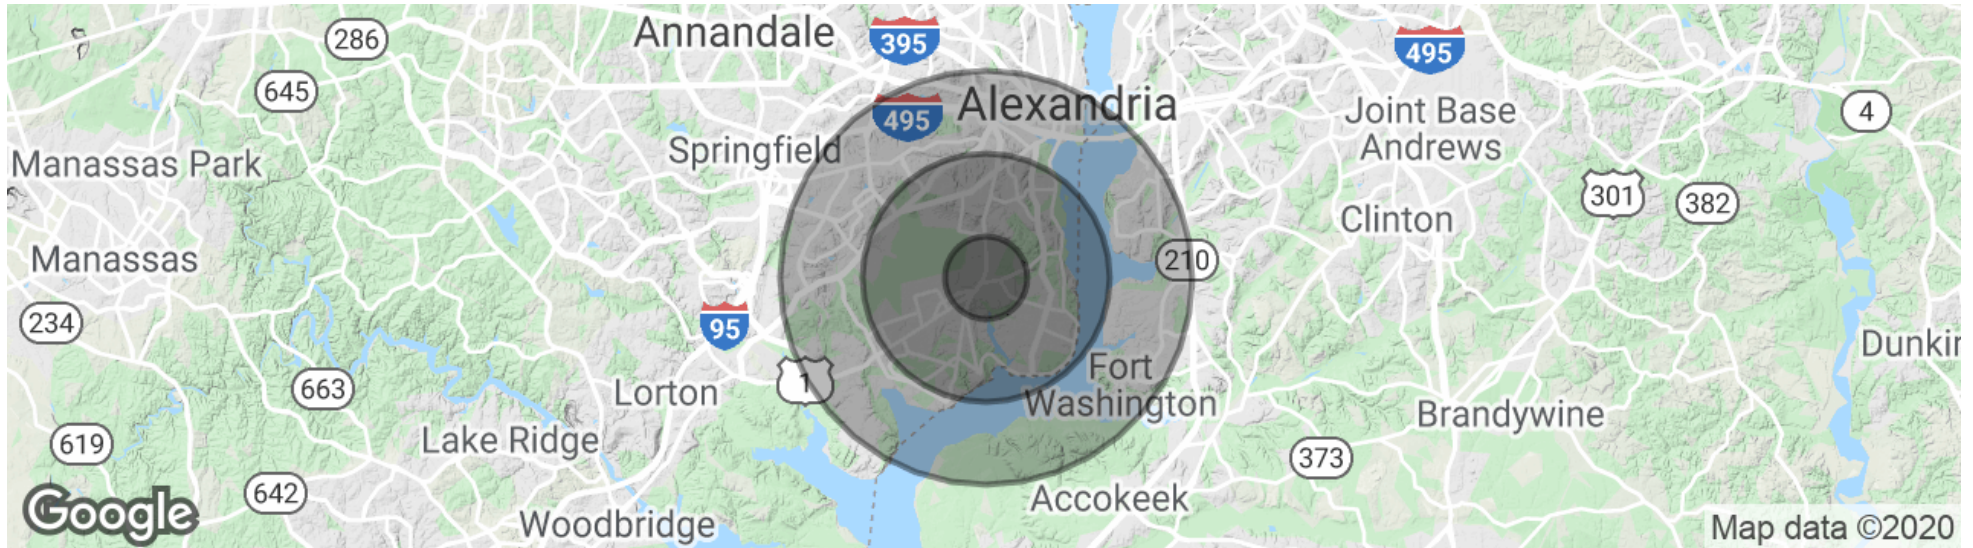 286
Annandale
395
495
645
495
Alexandria
Joint Base
Andrews
4
Manassas Park
Springfield
301
382
Clinton
Manassas
210
234
95
Dunkir
Fort
Washington
663
Lorton
1
Brandywine
619
Lake Ridge
373
642
Accokeek
Google
Woodbridge
Map data ©2020